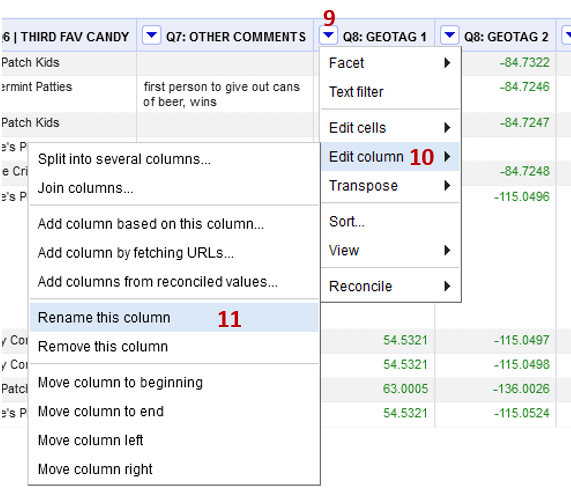 9
Q6 | THIRD FAV CANDY
Q7: OTHER COMMENTS
Q8: GEOTAG 1
Q8: GEOTAG 2
Patch Kids
-84.7322
ermint Patties
first person to give out cans
of beer, wins
-84.7246
Patch Kids
-84.7247
e's P
e Cri
-84.7248
e's P
-115.0496
Facet
Text filter
Edit cells
Edit column 10
Transpose
Sort...
View
Reconcile
Split into several columns...
Join columns...
Add column based on this column...
Add column by fetching URLs...
Add columns from reconciled values...
Rename this column 11
Remove this column
Move column to beginning
Move column to end
Move column left
Move column right
y Co
54.5321
-115.0497
y Co
54.5321
-115.0498
Patch
63.0005
-136.0026
e's P
54.5321
-115.0524